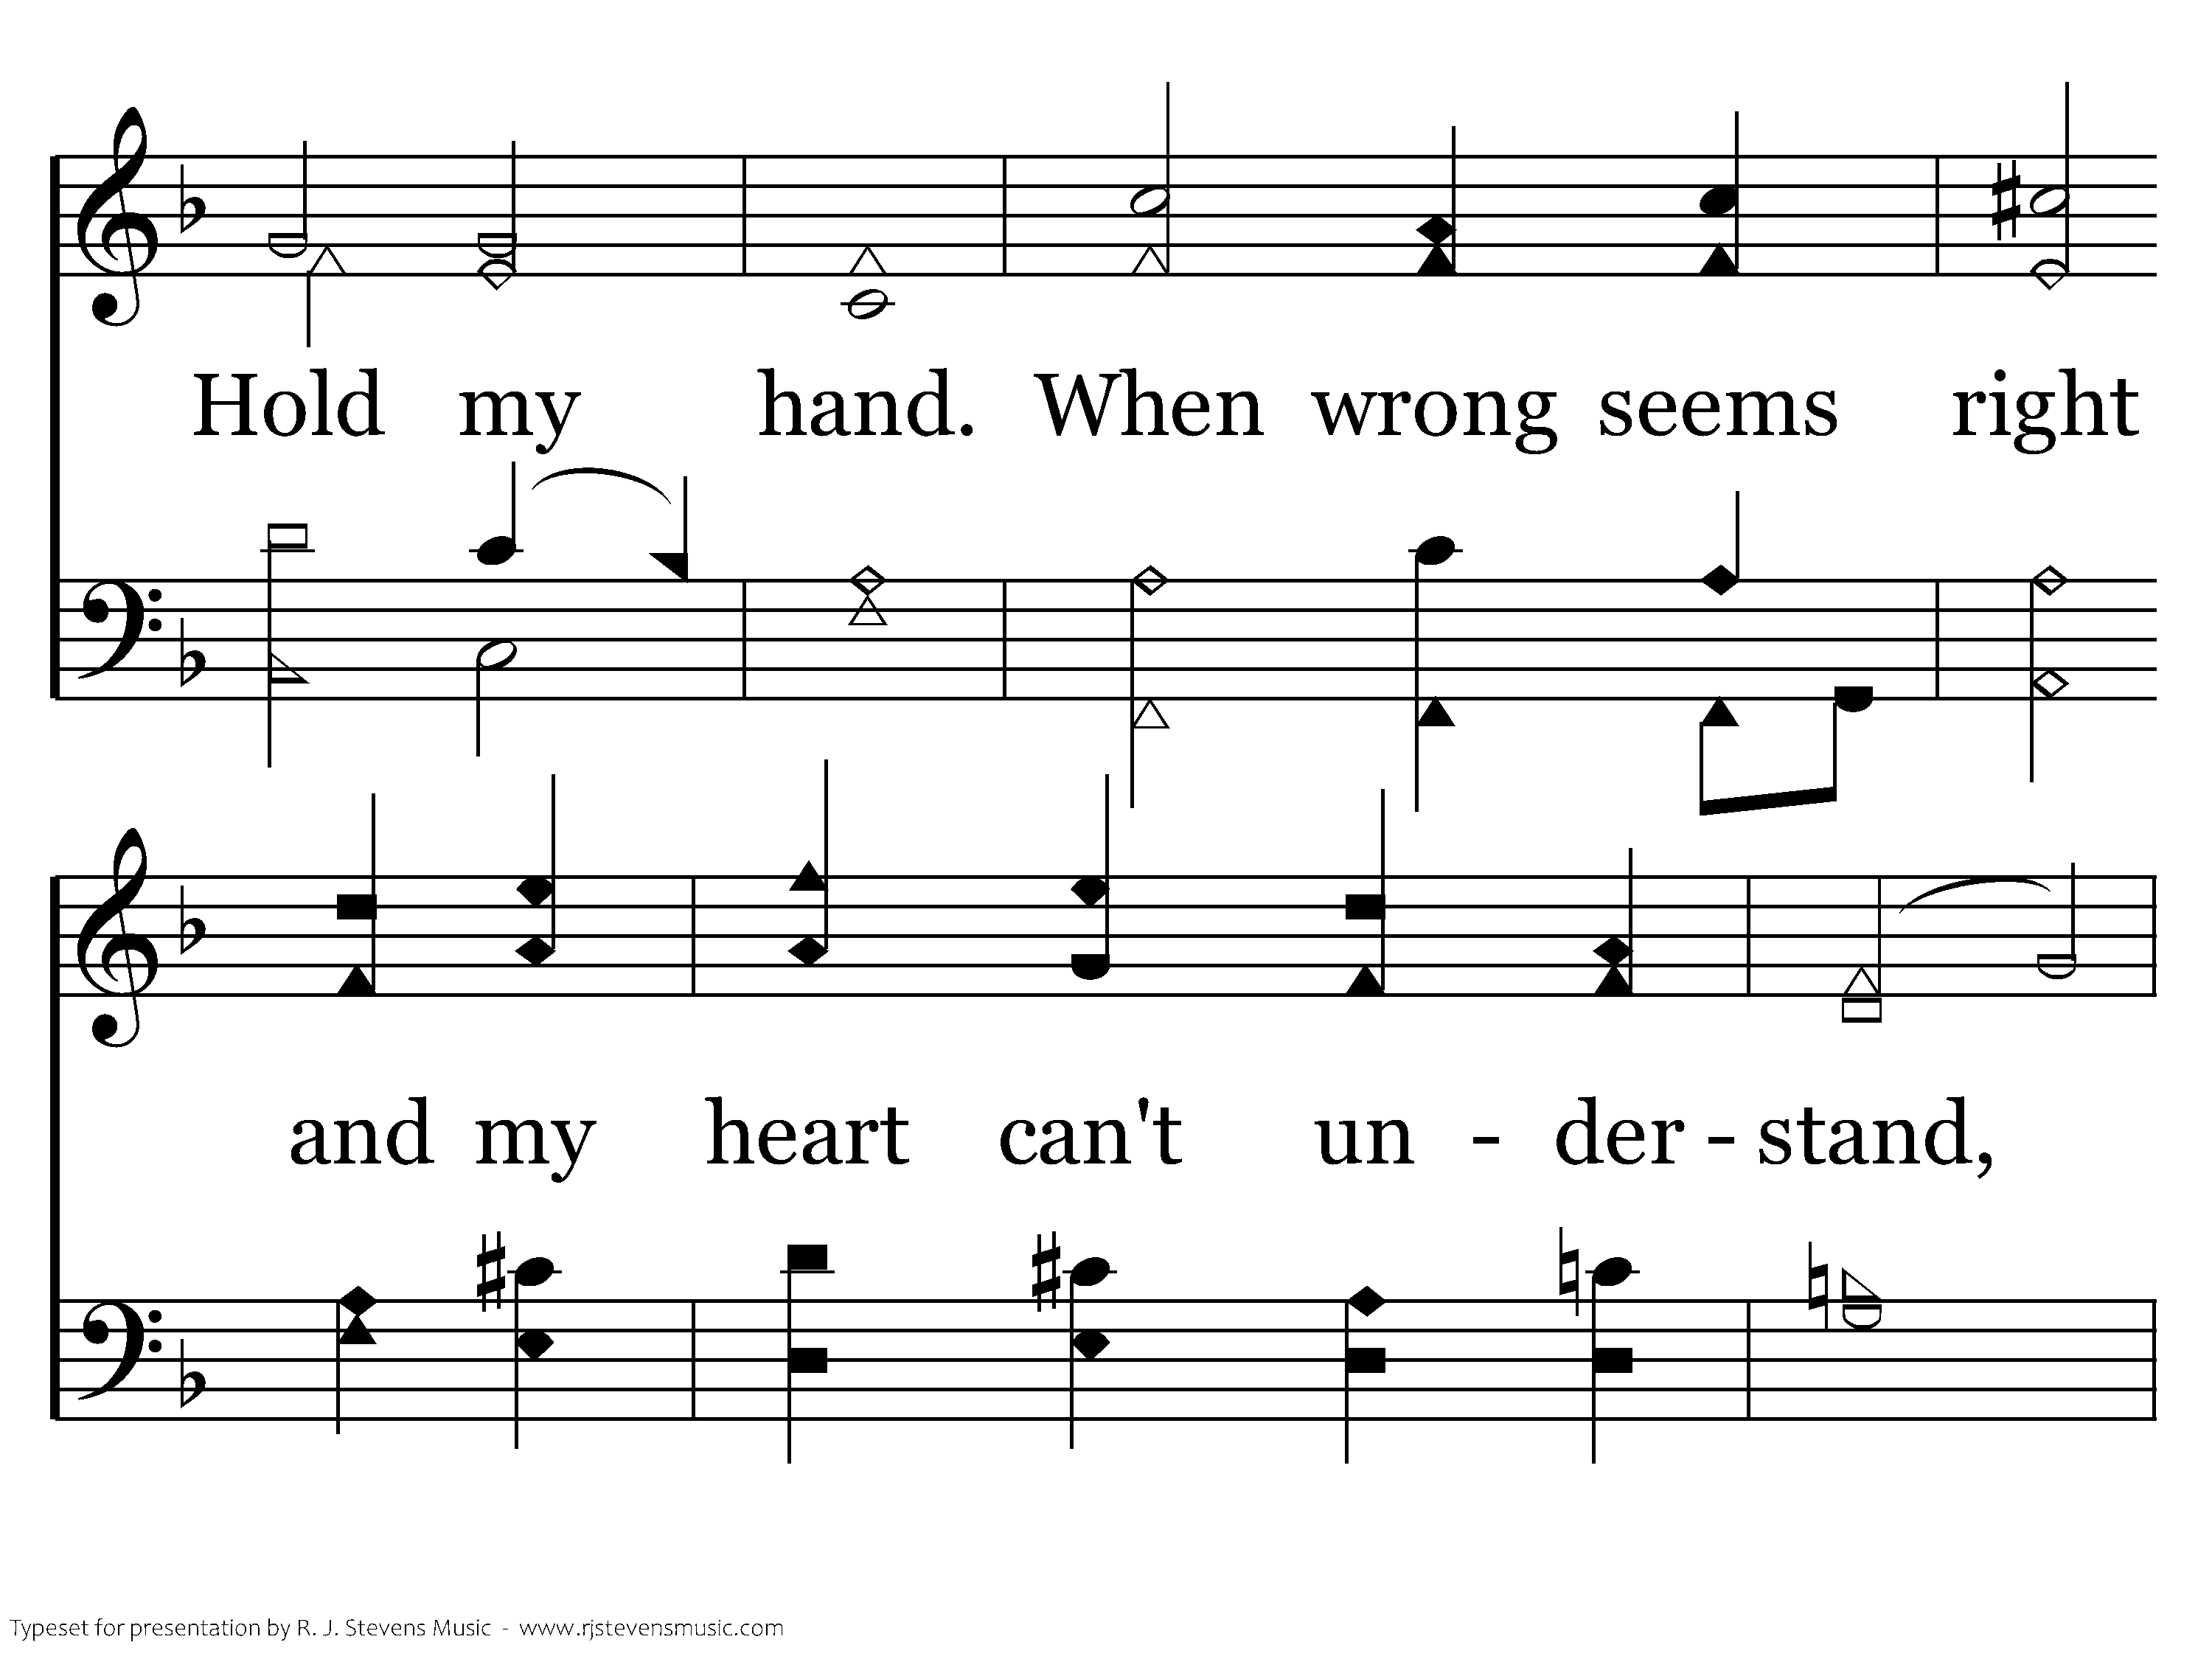 Hold my hand. When wrong seems right
and my heart can't un - der - stand,
Typeset for presentation by R. J. Stevens Music - www.rjstevensmusic.com